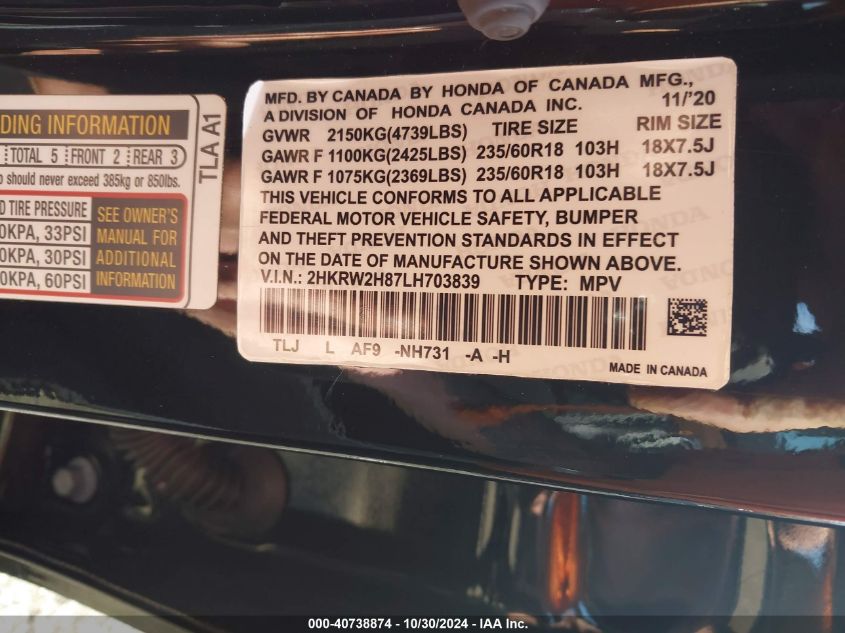 DING INFORMATION
TOTAL 5 FRONT 2 REAR 3
should never exceed 385kg or 850lbs.
TIRE PRESSURE
0KPA, 33PSI
0KPA, 30PSI
0KPA, 60PSI
SEE OWNER'S
MANUAL FOR
ADDITIONAL
INFORMATION
TLA A1
MFD. BY CANADA BY HONDA OF CANADA MFG.,
A DIVISION OF HONDA CANADA INC. 11/'20
GVWR 2150KG(4739LBS) TIRE SIZE RIM SIZE
GAWR F 1100KG(2425LBS) 235/60R18 103H 18X7.5J
GAWR F 1075KG(2369LBS) 235/60R18 103H 18X7.5J
THIS VEHICLE CONFORMS TO ALL APPLICABLE
FEDERAL MOTOR VEHICLE SAFETY, BUMPER
AND THEFT PREVENTION STANDARDS IN EFFECT
ON THE DATE OF MANUFACTURE SHOWN ABOVE.
V.I.N.: 2HKRW2H87LH703839 TYPE: MPV
TLJ L AF9 -NH731 -A -H
MADE IN CANADA
000-40738874 - 10/30/2024 - IAA Inc.